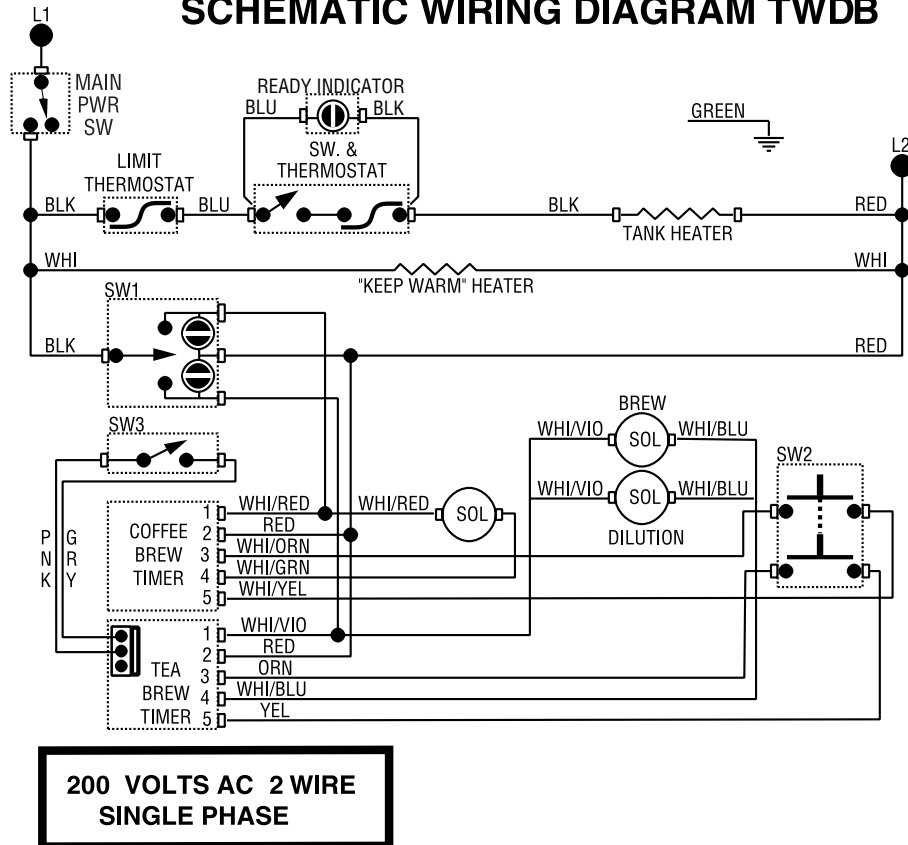 SCHEMATIC WIRING DIAGRAM TWDB
L1
MAIN
PWR
SW
READY INDICATOR
BLU
BLK
SW. &
THERMOSTAT
GREEN
L2
LIMIT
THERMOSTAT
BLK
BLU
BLK
RED
TANK HEATER
WHI
WHI
"KEEP WARM" HEATER
SW1
BLK
RED
SW3
BREW
WHI/VIO
SOL
WHI/BLU
SW2
WHI/VIO
SOL
WHI/BLU
DILUTION
PNK
GRY
COFFEE
BREW
TIMER
1 WHI/RED
WHI/RED
SOL
2 RED
3 WHI/ORN
4 WHI/GRN
5 WHI/YEL
TEA
BREW
TIMER
1 WHI/VIO
2 RED
3 ORN
4 WHI/BLU
5 YEL
200 VOLTS AC 2 WIRE
SINGLE PHASE